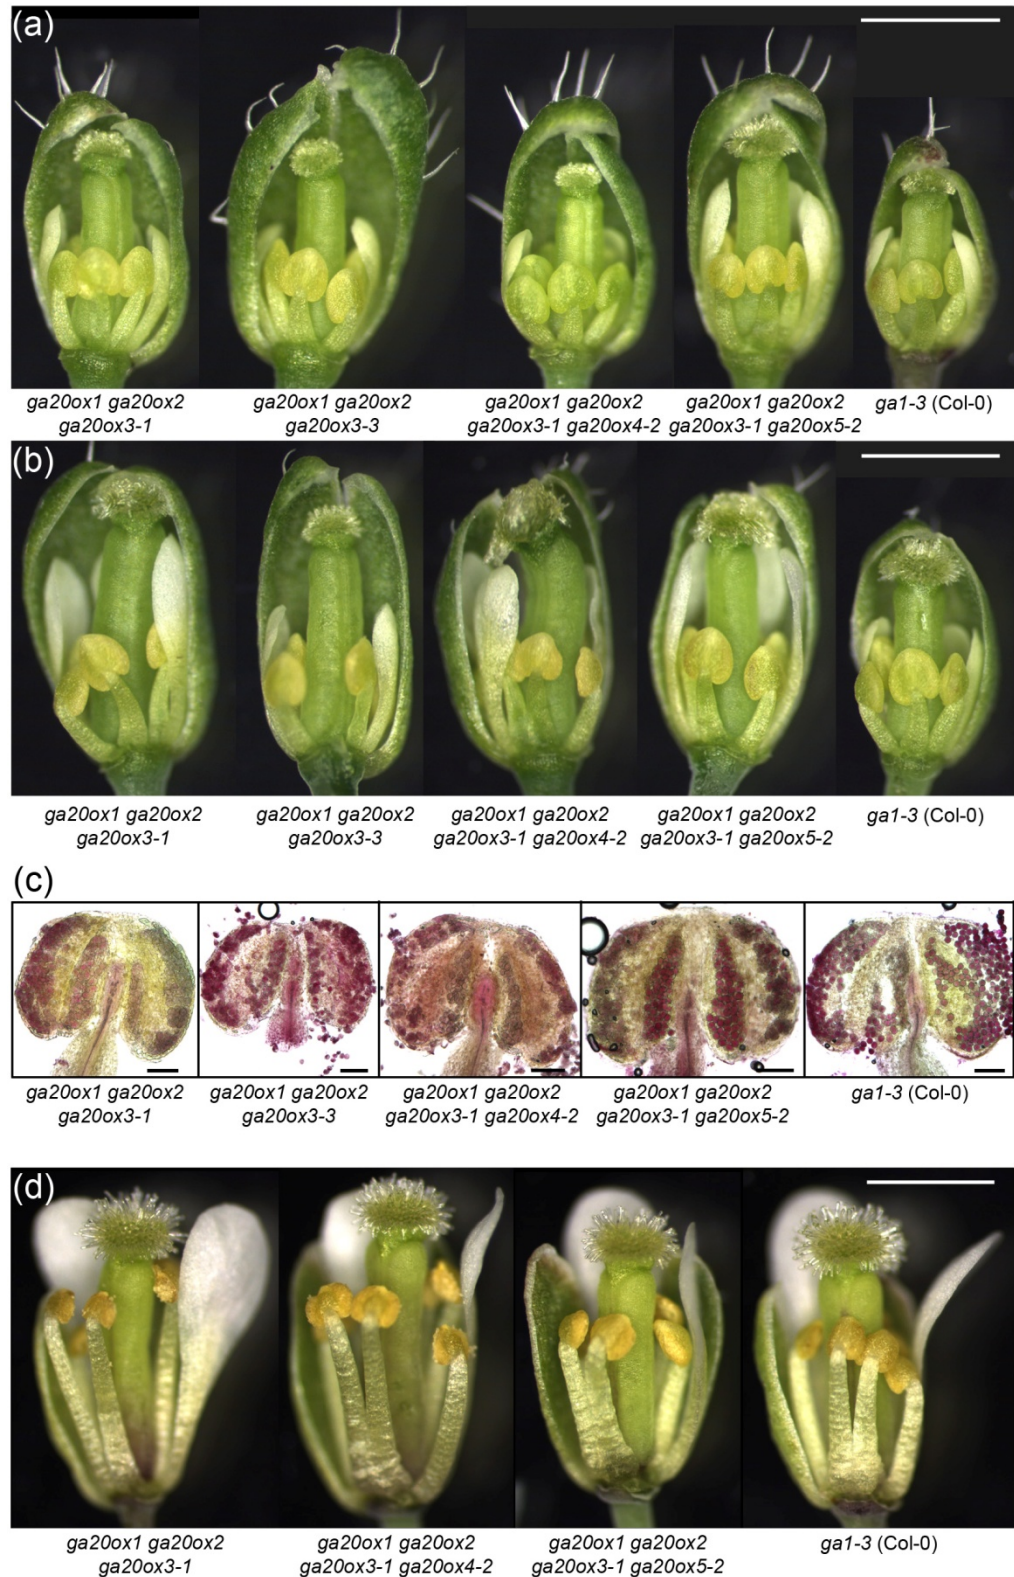 (a)
ga20ox1 ga20ox2 ga20ox1 ga20ox2 ga20ox1 ga20ox2 ga20ox1 ga20ox2 ga1-3 (Col-0)
ga20ox3-1 ga20ox3-3 ga20ox3-1 ga20ox4-2 ga20ox3-1 ga20ox5-2
(b)
ga20ox1 ga20ox2 ga20ox1 ga20ox2 ga20ox1 ga20ox2 ga20ox1 ga20ox2 ga1-3 (Col-0)
ga20ox3-1 ga20ox3-3 ga20ox3-1 ga20ox4-2 ga20ox3-1 ga20ox5-2
(c)
ga20ox1 ga20ox2 ga20ox1 ga20ox2 ga20ox1 ga20ox2 ga20ox1 ga20ox2 ga1-3 (Col-0)
ga20ox3-1 ga20ox3-3 ga20ox3-1 ga20ox4-2 ga20ox3-1 ga20ox5-2
(d)
ga20ox1 ga20ox2 ga20ox1 ga20ox2 ga20ox1 ga20ox2 ga1-3 (Col-0)
ga20ox3-1 ga20ox3-1 ga20ox4-2 ga20ox3-1 ga20ox5-2